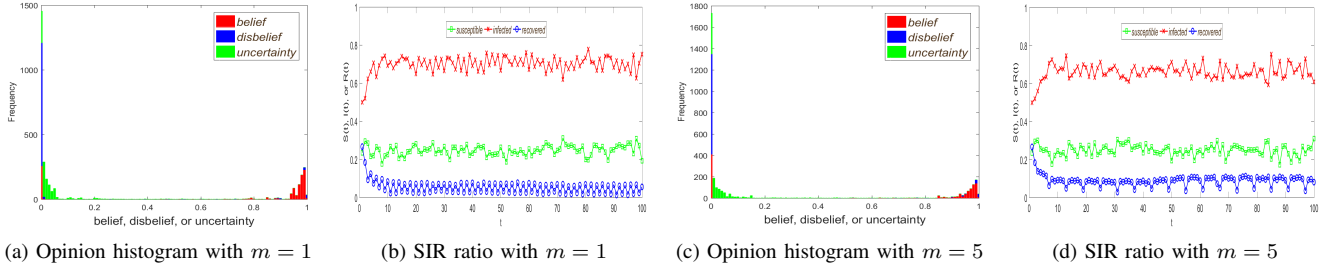 1500
1000
500
0
Frequency
belief
disbelief
uncertainty
0 0.2 0.4 0.6 0.8 1
belief, disbelief, or uncertainty
(a) Opinion histogram with m = 1
1
0.8
0.6
0.4
0.2
0
S(t), I(t), or R(t)
susceptible infected recovered
0 10 20 30 40 50 60 70 80 90 100
t
(b) SIR ratio with m = 1
1800
1600
1400
1200
1000
800
600
400
200
0
Frequency
belief
disbelief
uncertainty
0 0.2 0.4 0.6 0.8 1
belief, disbelief, or uncertainty
(c) Opinion histogram with m = 5
1
0.8
0.6
0.4
0.2
0
S(t), I(t), or R(t)
susceptible infected recovered
0 10 20 30 40 50 60 70 80 90 100
t
(d) SIR ratio with m = 5